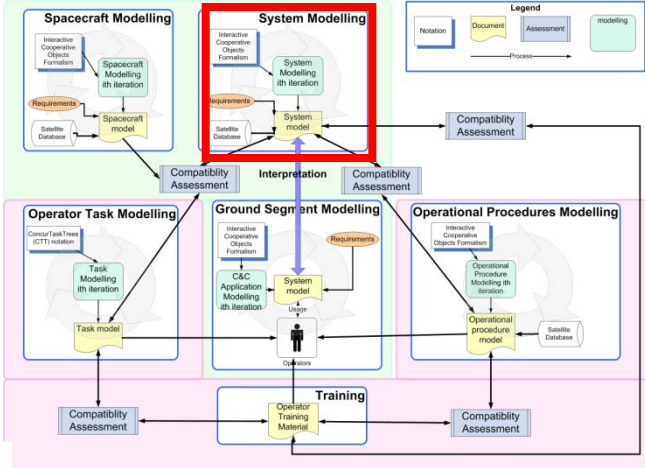 Spacecraft Modelling
Interactive
Cooperative
Objects
Formalism
Spacecraft
Modelling
ith iteration
Requirements
Spacecraft
model
Satellite
Database
System Modelling
Interactive
Cooperative
Objects
Formalism
System
Modelling
ith iteration
Requirements
System
model
Satellite
Database
Legend
Notation
Document
Assessment
modelling
Process
Compatiblity
Assessment
Compatiblity
Assessment
Interpretation
Compatiblity
Assessment
Operator Task Modelling
ConcurTaskTrees
(CTT) notation
Task
Modelling
ith iteration
Task model
Ground Segment Modelling
Interactive
Cooperative
Objects
Formalism
Requirements
C&C
Application
Modelling
ith iteration
System
model
Usage
Operators
Operational Procedures Modelling
Interactive
Cooperative
Objects Formalism
Operational
Procedure
Modelling ith
iteration
Operational
procedure
model
Satellite
Database
Training
Compatiblity
Assessment
Operator
Training
Material
Compatiblity
Assessment